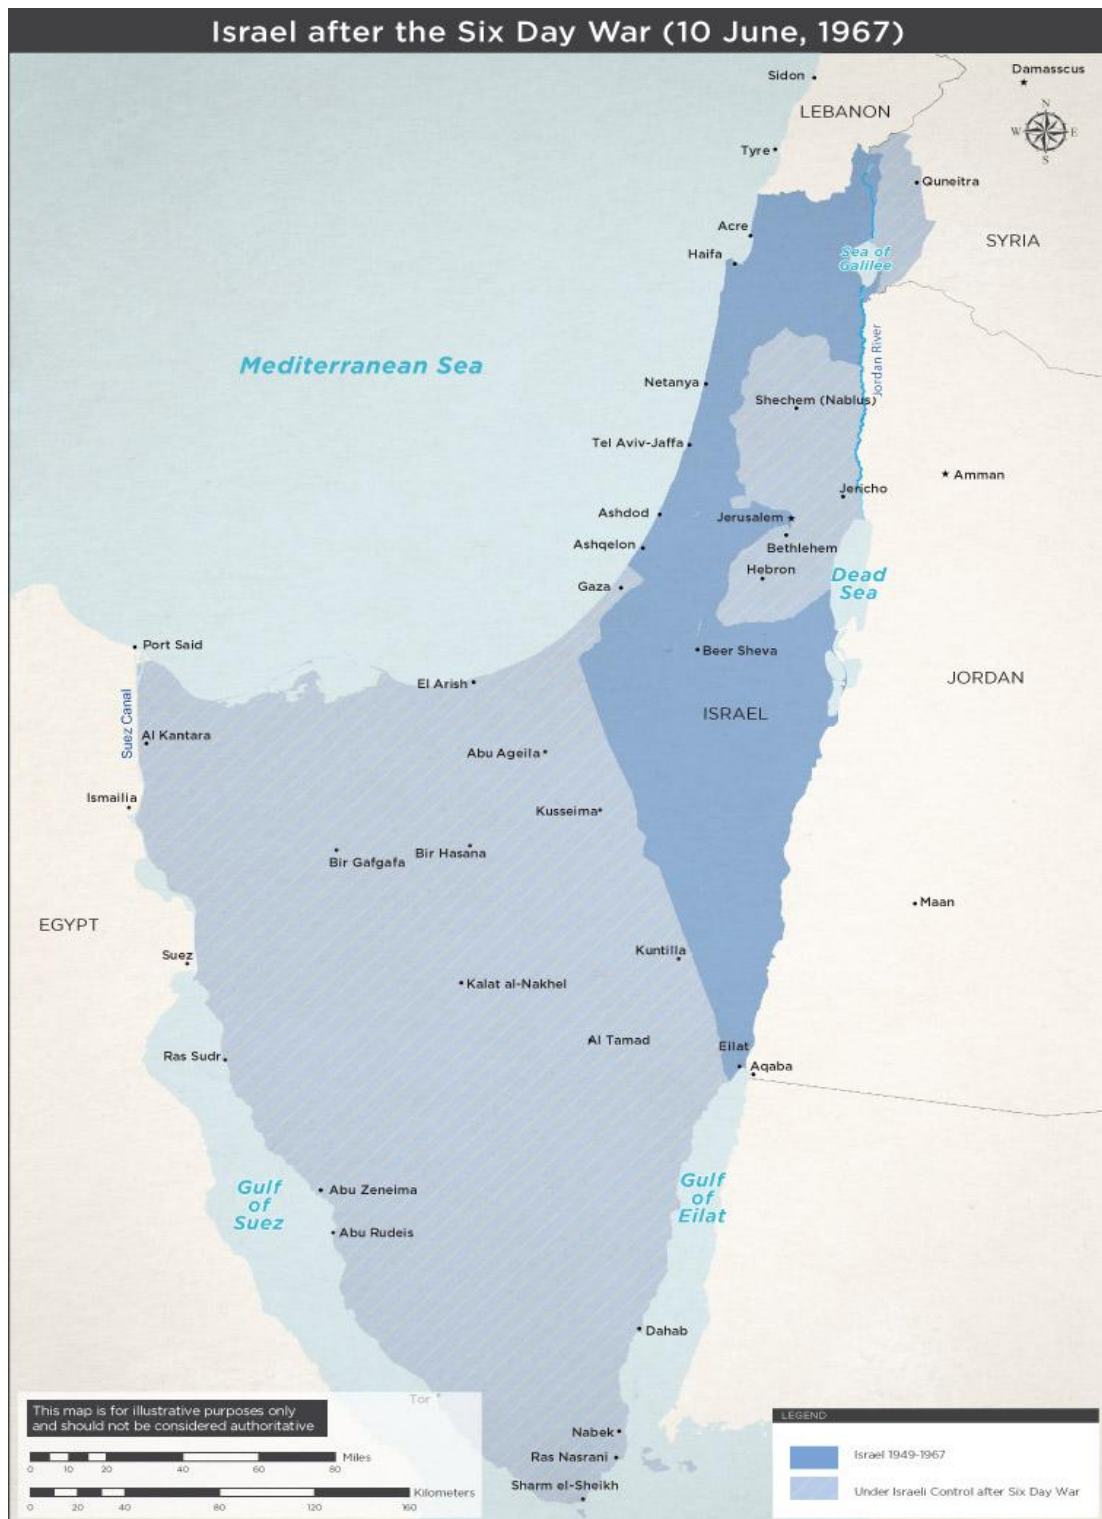 Israel after the Six Day War (10 June, 1967)
Damasscus
Sidon
LEBANON
N
W
E
S
Tyre
Quneitra
Acre
SYRIA
Haifa
Sea of
Galilee
Jordan River
Mediterranean Sea
Netanya
Shechem (Nablus)
Tel Aviv-Jaffa
Amman
Jericho
Ashdod
Jerusalem
Ashqelon
Bethlehem
Hebron
Dead
Sea
Gaza
Port Said
Beer Sheva
El Arish
JORDAN
Suez Canal
ISRAEL
Al Kantara
Abu Ageila
Ismailia
Kusseima
Bir Gafgafa
Bir Hasana
Maan
EGYPT
Suez
Kuntilla
Kalat al-Nakhel
Al Tamad
Eilat
Ras Sudr
Aqaba
Gulf
of
Suez
Abu Zeneima
Gulf
of
Eilat
Abu Rudeis
Dahab
Tor
This map is for illustrative purposes only
and should not be considered authoritative
Nabek
Ras Nasrani
Sharm el-Sheikh
Miles
0 10 20 40 60 80
Kilometers
0 20 40 80 120 160
LEGEND
Israel 1949-1967
Under Israeli Control after Six Day War